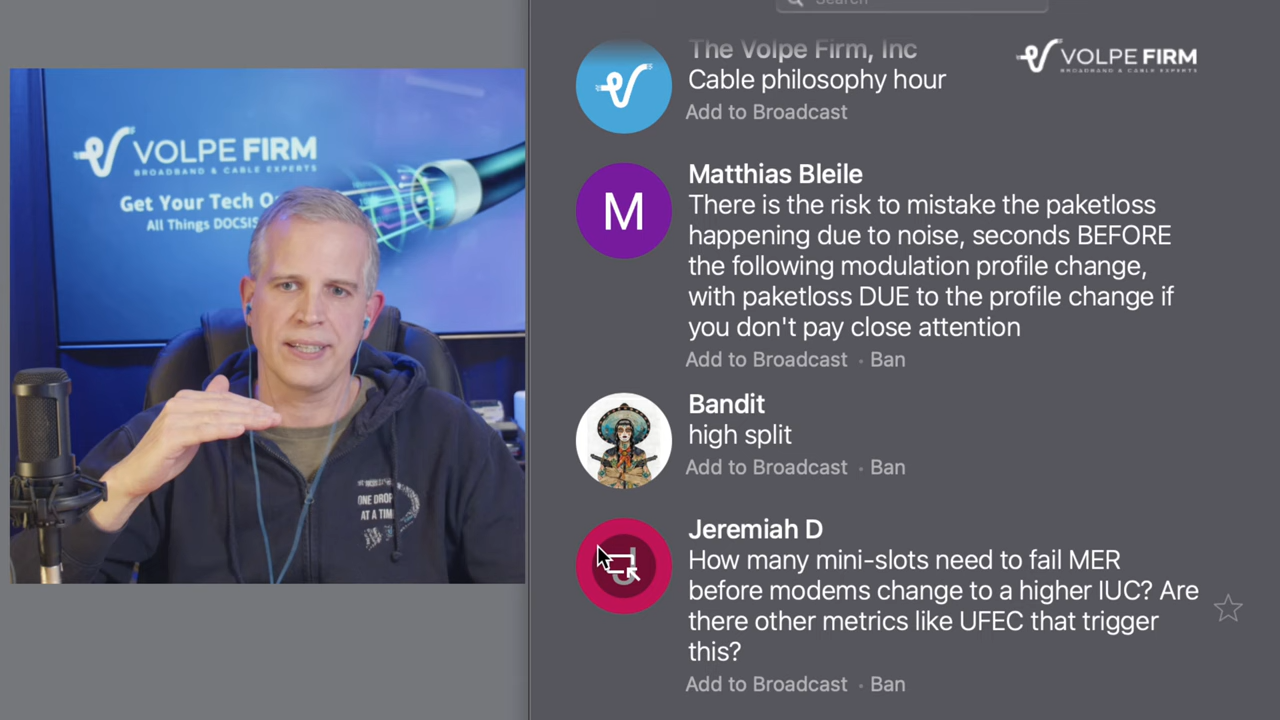 Search
The Volpe Firm, Inc
Cable philosophy hour
Add to Broadcast
VOLPE FIRM
BROADBAND & CABLE EXPERTS
VOLPE FIRM
BROADBAND & CABLE EXPERTS
Get Your Tech O
All Things DOCSIS
M
Matthias Bleile
There is the risk to mistake the paketloss
happening due to noise, seconds BEFORE
the following modulation profile change,
with paketloss DUE to the profile change if
you don't pay close attention
Add to Broadcast • Ban
Bandit
high split
Add to Broadcast • Ban
ONE DROP
AT A TIME
J
Jeremiah D
How many mini-slots need to fail MER
before modems change to a higher IUC? Are
there other metrics like UFEC that trigger
this?
Add to Broadcast • Ban